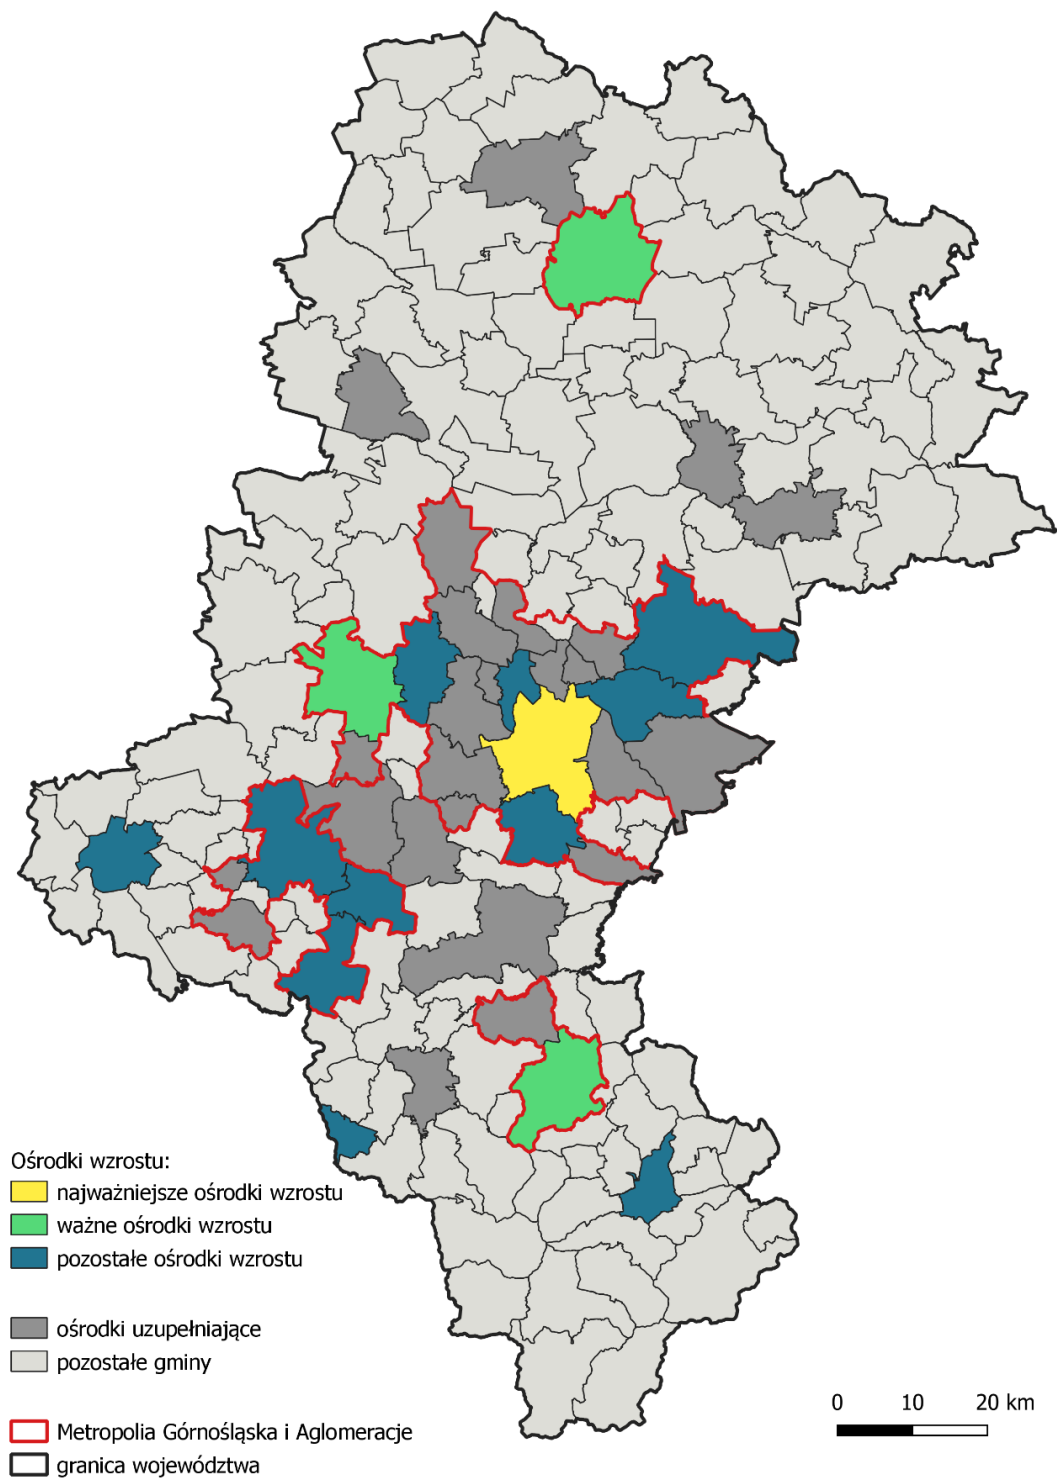 Ośrodki wzrostu:
najważniejsze ośrodki wzrostu
ważne ośrodki wzrostu
pozostałe ośrodki wzrostu
ośrodki uzupełniające
pozostałe gminy
Metropolia Górnośląska i Aglomeracje
granica województwa
0 10 20 km